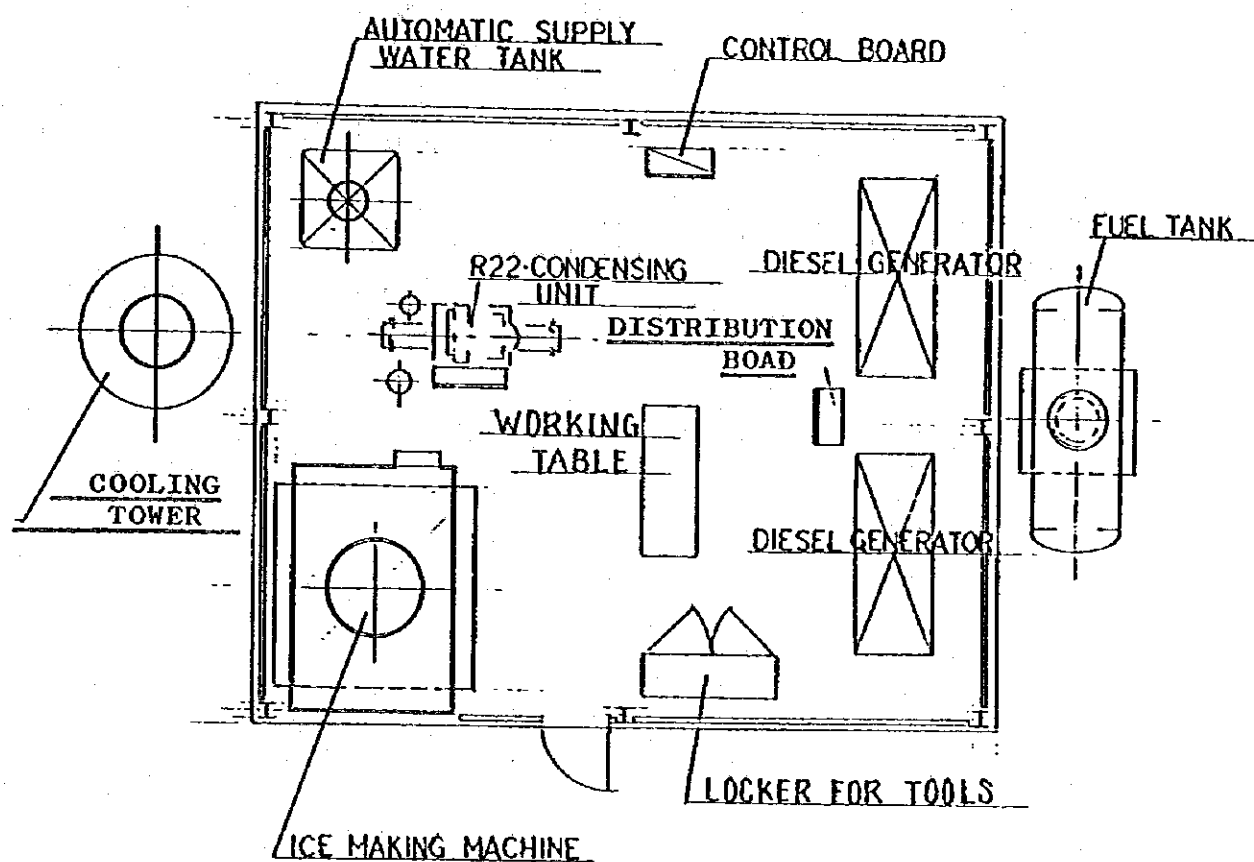 AUTOMATIC SUPPLY
WATER TANK
CONTROL BOARD
FUEL TANK
DIESEL GENERATOR
R22·CONDENSING
UNIT
DISTRIBUTION
BOAD
WORKING
TABLE
COOLING
TOWER
DIESEL GENERATOR
LOCKER FOR TOOLS
ICE MAKING MACHINE